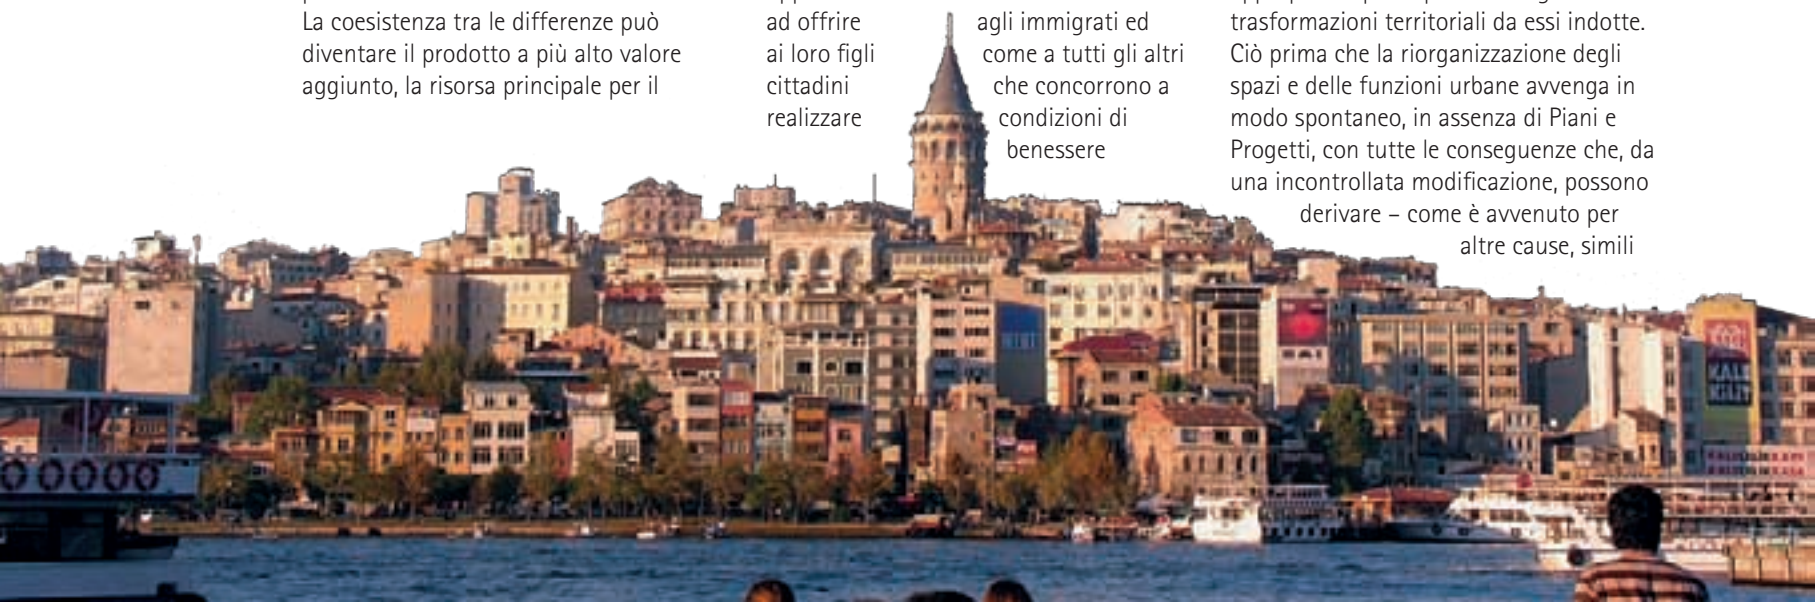 La coesistenza tra le differenze può
diventare il prodotto a più alto valore
aggiunto, la risorsa principale per il
ad offrire agli immigrati ed
ai loro figli come a tutti gli altri
cittadini che concorrono a
realizzare condizioni di
benessere
trasformazioni territoriali da essi indotte.
Ciò prima che la riorganizzazione degli
spazi e delle funzioni urbane avvenga in
modo spontaneo, in assenza di Piani e
Progetti, con tutte le conseguenze che, da
una incontrollata modificazione, possono
derivare – come è avvenuto per
altre cause, simili
KALE
KİLİT